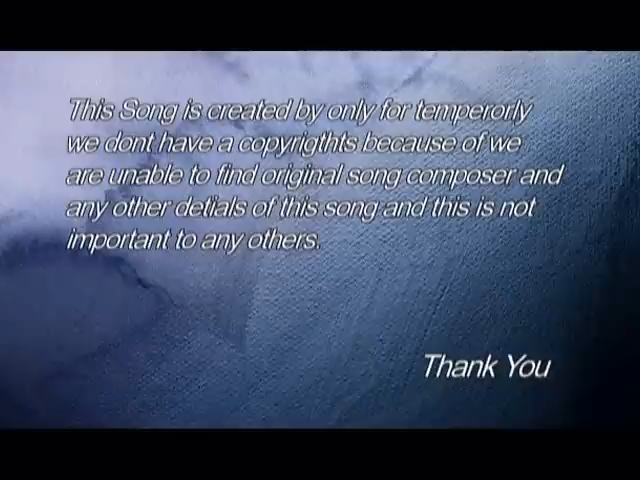 This Song is created by only for temperorly
we dont have a copyrigthts because of we
are unable to find original song composer and
any other detials of this song and this is not
important to any others.
Thank You